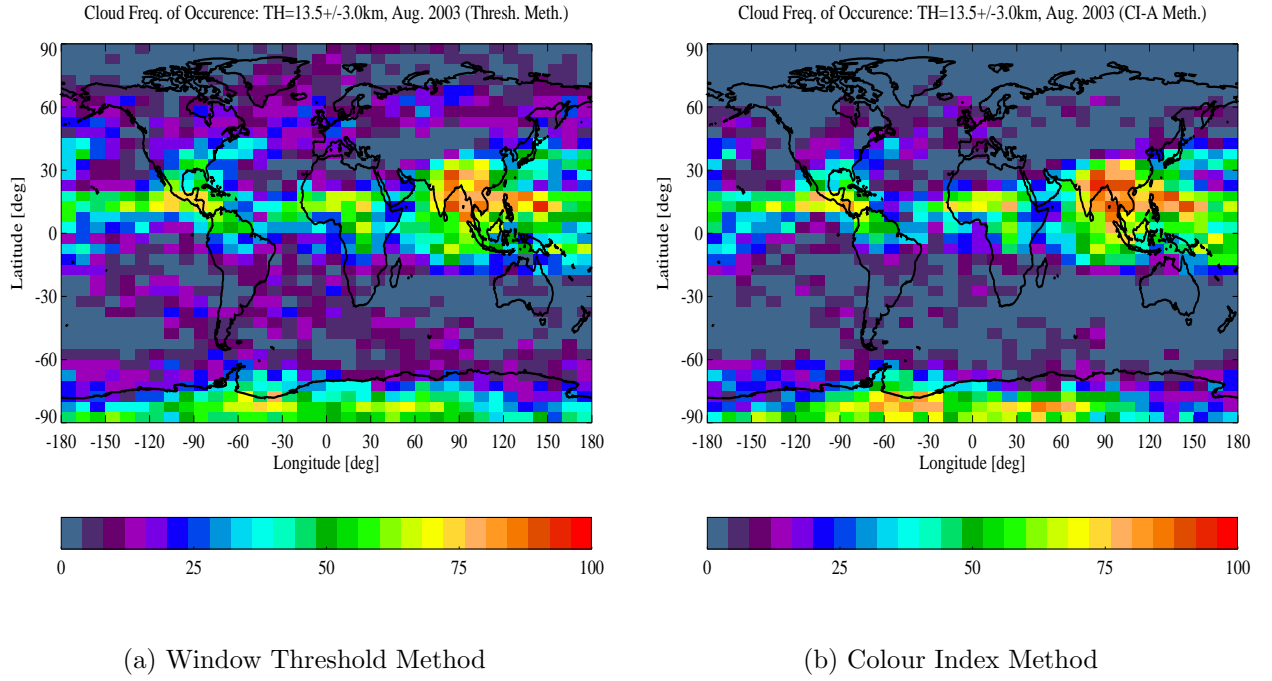 Cloud Freq. of Occurence: TH=13.5+/-3.0km, Aug. 2003 (Thresh. Meth.)
90
60
30
0
-30
-60
-90
Latitude [deg]
-180 -150 -120 -90 -60 -30 0 30 60 90 120 150 180
Longitude [deg]
0 25 50 75 100
(a) Window Threshold Method
Cloud Freq. of Occurence: TH=13.5+/-3.0km, Aug. 2003 (CI-A Meth.)
90
60
30
0
-30
-60
-90
Latitude [deg]
-180 -150 -120 -90 -60 -30 0 30 60 90 120 150 180
Longitude [deg]
0 25 50 75 100
(b) Colour Index Method